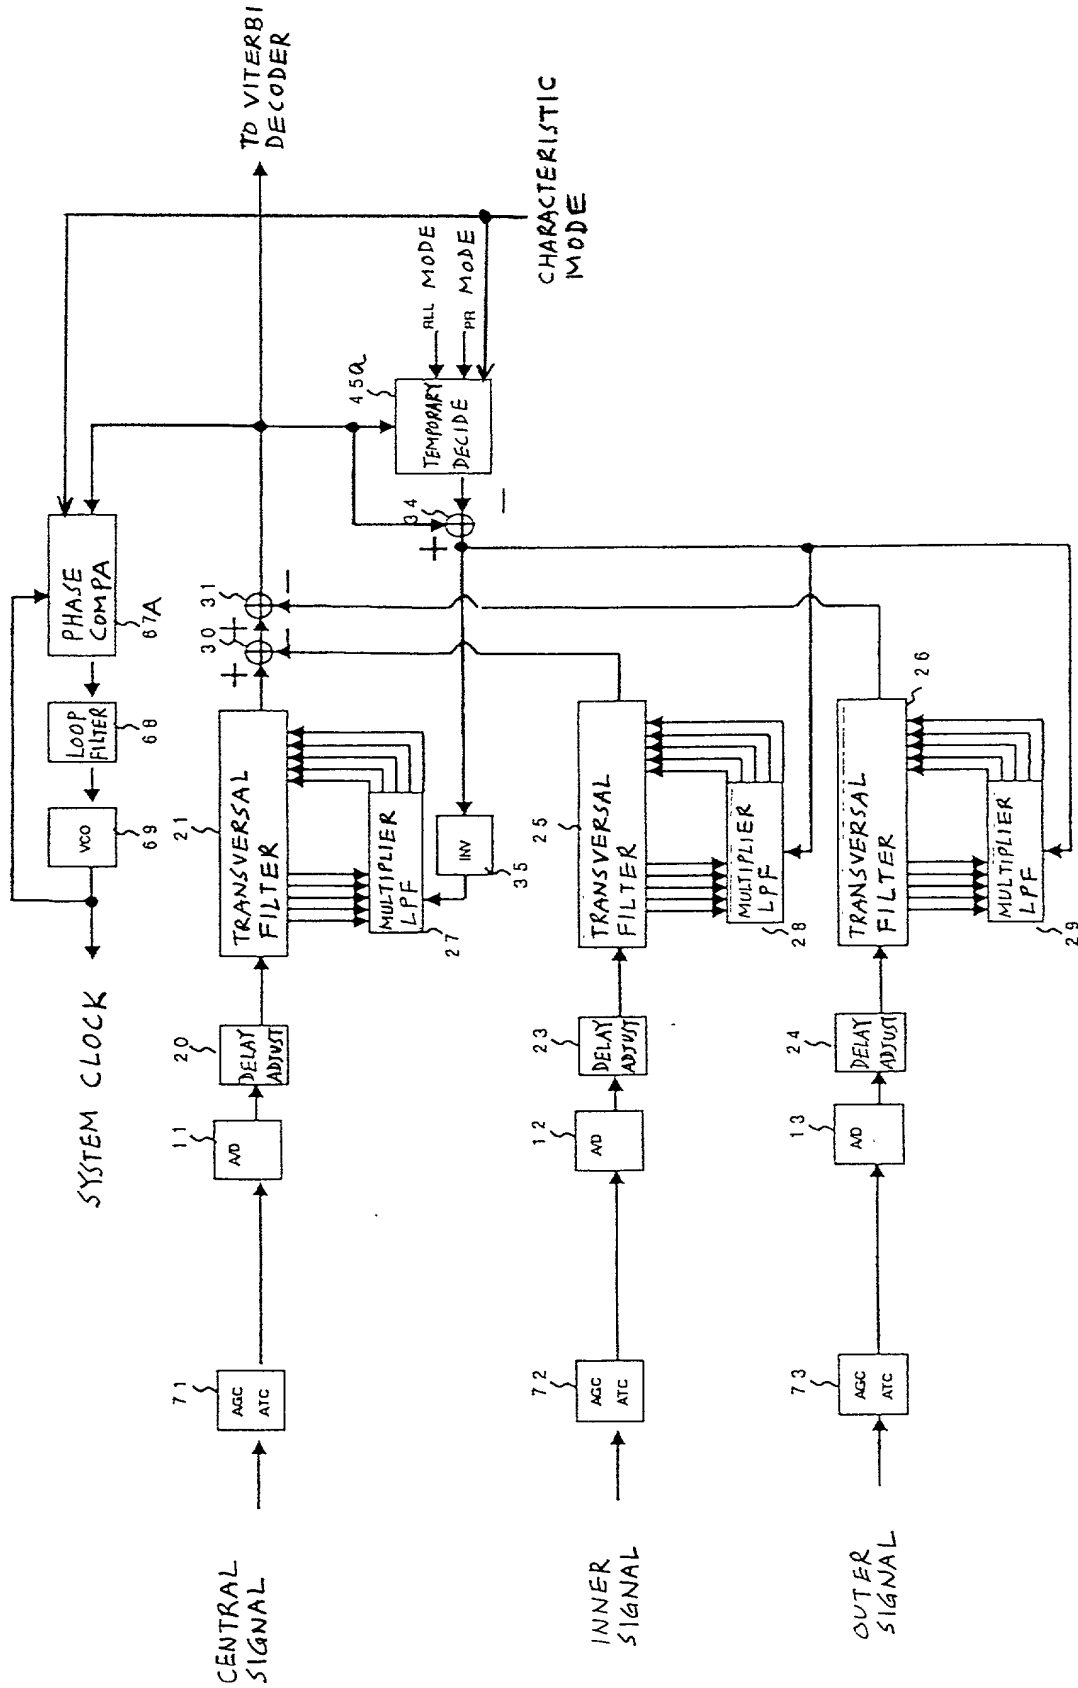 CENTRAL
SIGNAL
71
AGC
ATC
11
A/D
20
DELAY
ADJUST
21
TRANSVERSAL
FILTER
MULTIPLIER
LPF
27
INV
35
30
+
−
31
+
−
TO VITERBI
DECODER
SYSTEM CLOCK
VCO
69
LOOP
FILTER
68
PHASE
COMPA
67A
34
+
−
45a
TEMPORARY
DECIDE
ALL MODE
PR MODE
CHARACTERISTIC
MODE
INNER
SIGNAL
72
AGC
ATC
12
A/D
23
DELAY
ADJUST
25
TRANSVERSAL
FILTER
MULTIPLIER
LPF
28
OUTER
SIGNAL
73
AGC
ATC
13
A/D
24
DELAY
ADJUST
26
TRANSVERSAL
FILTER
MULTIPLIER
LPF
29